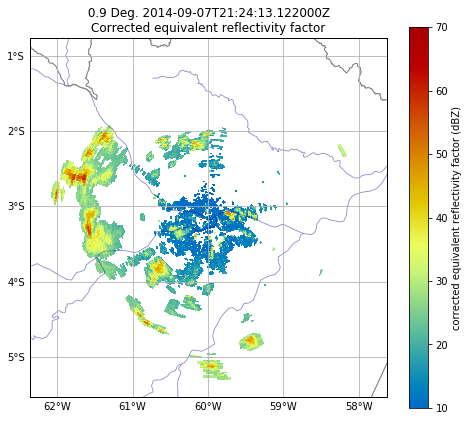 0.9 Deg. 2014-09-07T21:24:13.122000Z
Corrected equivalent reflectivity factor
1°S
2°S
3°S
4°S
5°S
62°W 61°W 60°W 59°W 58°W
70
60
50
40
30
20
10
corrected equivalent reflectivity factor (dBZ)